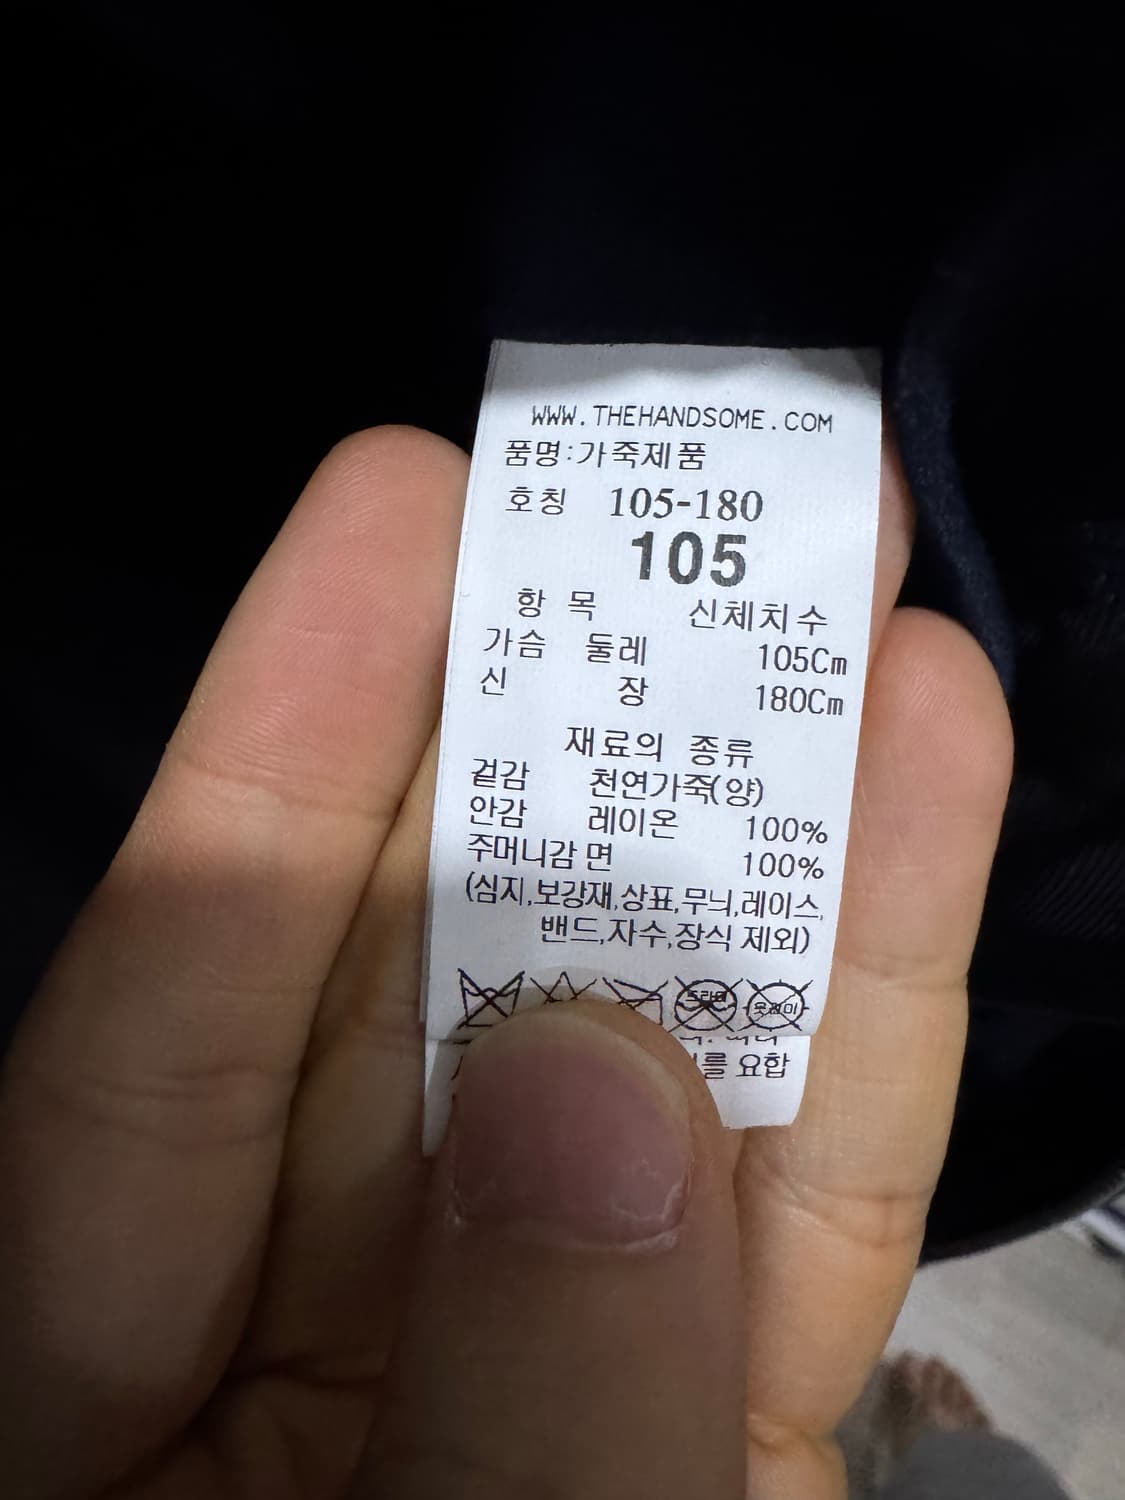 WWW.THEHANDSOME.COM
품명:가죽제품
호칭 105-180
105
항 목 신체치수
가슴 둘레 105Cm
신 장 180Cm
재료의 종류
겉감 천연가죽(양)
안감 레이온 100%
주머니감 면 100%
(심지,보강재,상표,무늬,레이스,
밴드,자수,장식 제외)
드라이
를 요합